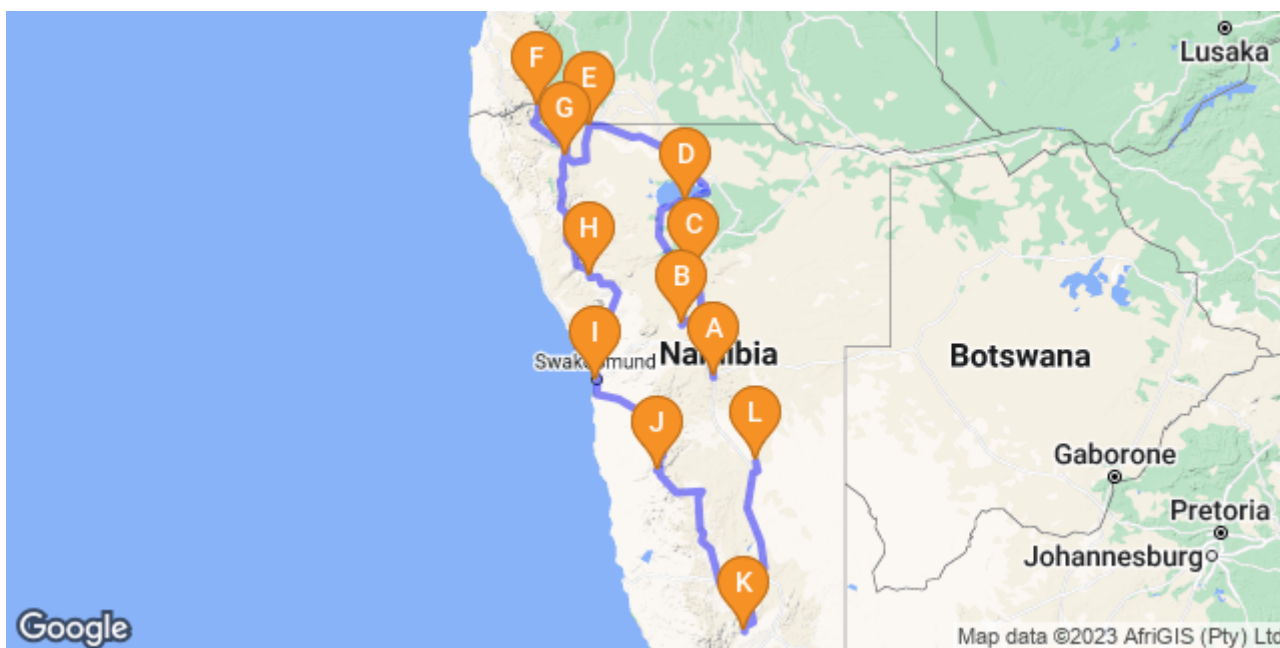 Lusaka
F
E
G
D
C
H
B
A
I
Namibia
Botswana
Swakopmund
L
J
Gaborone
Pretoria
Johannesburg
K
Google
Map data ©2023 AfriGIS (Pty) Ltd